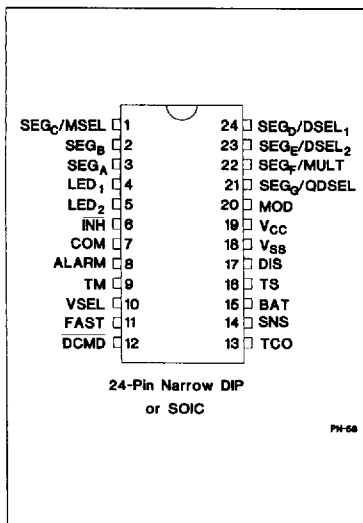 SEGC/MSEL 1 24 SEGD/DSEL1
SEGB 2 23 SEGE/DSEL2
SEGA 3 22 SEGF/MULT
LED1 4 21 SEGG/QDSEL
LED2 5 20 MOD
INH 6 19 VCC
COM 7 18 VSS
ALARM 8 17 DIS
TM 9 16 TS
VSEL 10 15 BAT
FAST 11 14 SNS
DCMD 12 13 TCO
24-Pin Narrow DIP
or SOIC
PN-68